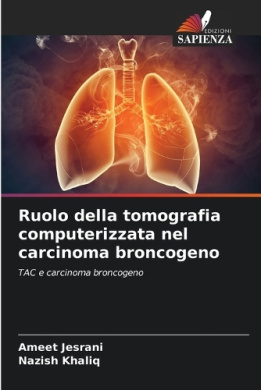 EDIZIONI
SAPIENZA
Ruolo della tomografia
computerizzata nel
carcinoma broncogeno
TAC e carcinoma broncogeno
Ameet Jesrani
Nazish Khaliq